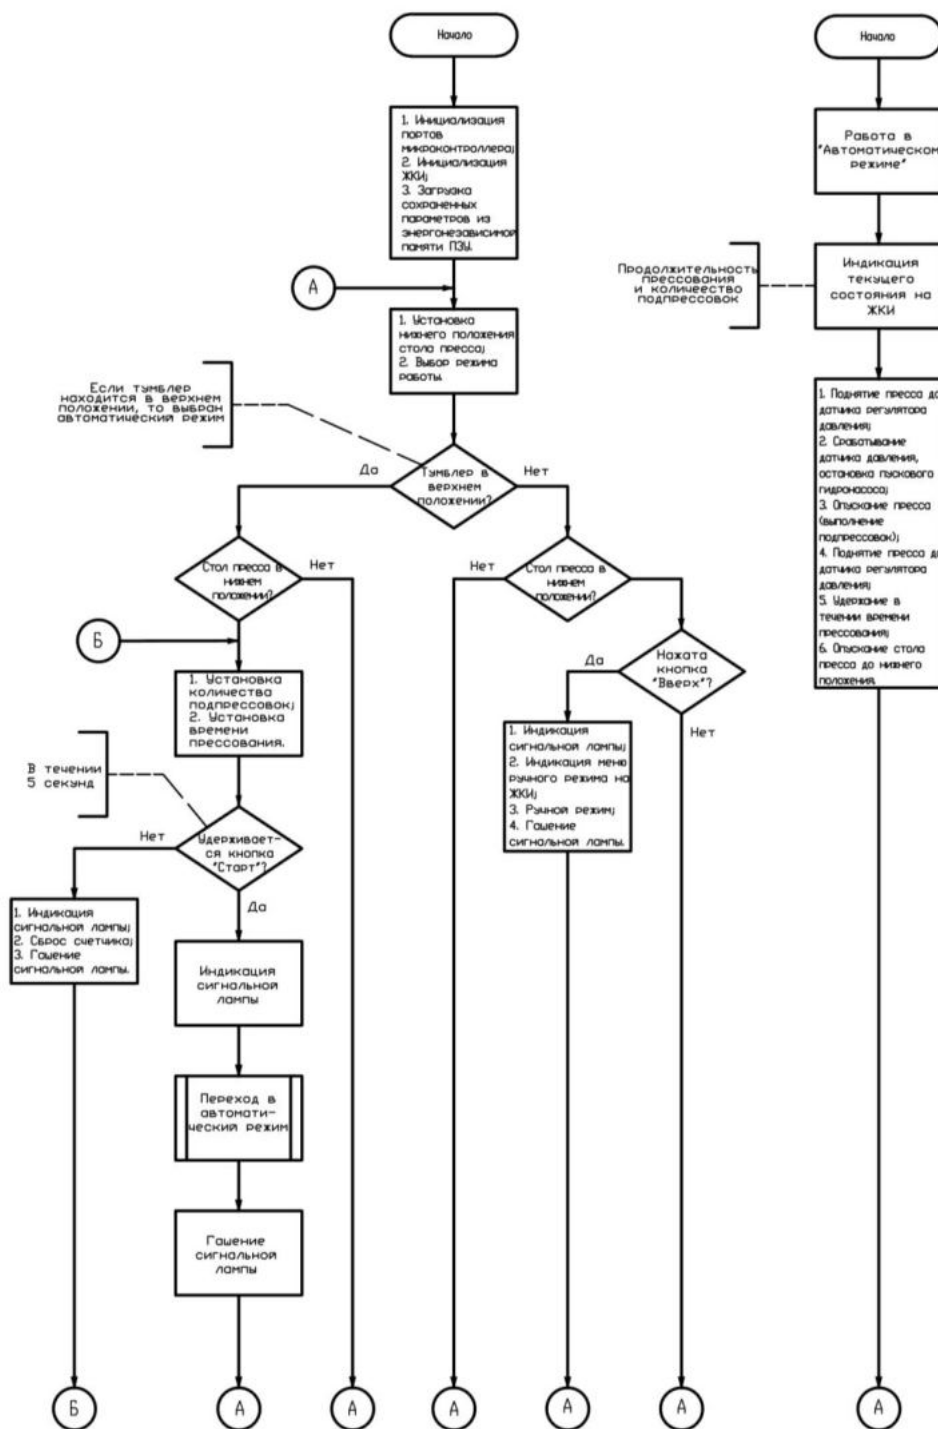 Начало
1. Инициализация
портов
микроконтроллера;
2. Инициализация
ЖКИ;
3. Загрузка
сохраненных
параметров из
энергонезависимой
памяти ПЗУ.
А
1. Установка
нижнего положения
стола пресса;
2. Выбор режима
работы.
Если тумблер
находится в верхнем
положении, то выбран
автоматический режим
Тумблер в
верхнем
положении?
Да
Нет
Стол пресса в
нижнем
положении?
Нет
Б
1. Установка
количества
подпрессовок;
2. Установка
времени
прессования.
В течении
5 секунд
Удерживает-
ся кнопка
"Старт"?
Нет
Да
1. Индикация
сигнальной лампы;
2. Сброс счетчика;
3. Гашение
сигнальной лампы.
Индикация
сигнальной
лампы
Переход в
автомати-
ческий режим
Гашение
сигнальной
лампы
Нет
Стол пресса в
нижнем
положении?
Нажата
кнопка
"Вверх"?
Да
Нет
1. Индикация
сигнальной лампы;
2. Индикация меню
ручного режима на
ЖКИ;
3. Ручной режим;
4. Гашение
сигнальной лампы.
Б
А
А
А
А
А
Начало
Работа в
"Автоматическом
режиме"
Продолжительность
прессования
и количеество
подпрессовок
Индикация
текущего
состояния на
ЖКИ
1. Поднятие пресса до
датчика регулятора
давления;
2. Срабатывание
датчика давления,
остановка пускового
гидронасоса;
3. Опускание пресса
(выполнение
подпрессовок);
4. Поднятие пресса до
датчика регулятора
давления;
5. Удержание в
течении времени
прессования;
6. Опускание стола
пресса до нижнего
положения.
А